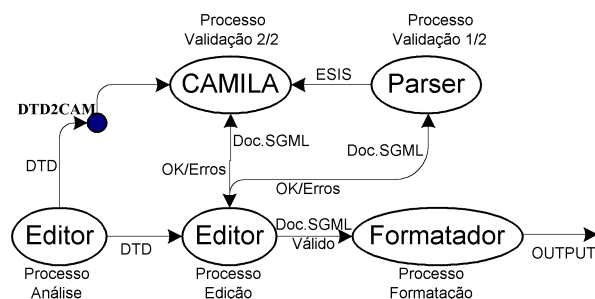 Processo
Validação 2/2
Processo
Validação 1/2
CAMILA
ESIS
Parser
DTD2CAM
Doc.SGML
Doc.SGML
DTD
OK/Erros
OK/Erros
Editor
DTD
Editor
Doc.SGML
Válido
Formatador
OUTPUT
Processo
Análise
Processo
Edição
Processo
Formatação